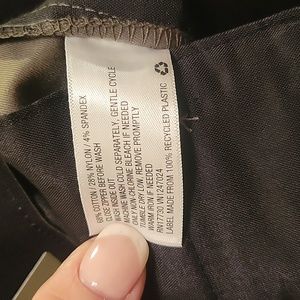 68% COTTON / 28% NYLON / 4% SPANDEX
CLOSE ZIPPER BEFORE WASH
WASH INSIDE OUT
MACHINE WASH COLD SEPARATELY, GENTLE CYCLE
ONLY NON-CHLORINE BLEACH IF NEEDED
TUMBLE DRY LOW, REMOVE PROMPTLY
WARM IRON IF NEEDED
RN17730 VN1247024
LABEL MADE FROM 100% RECYCLED PLASTIC